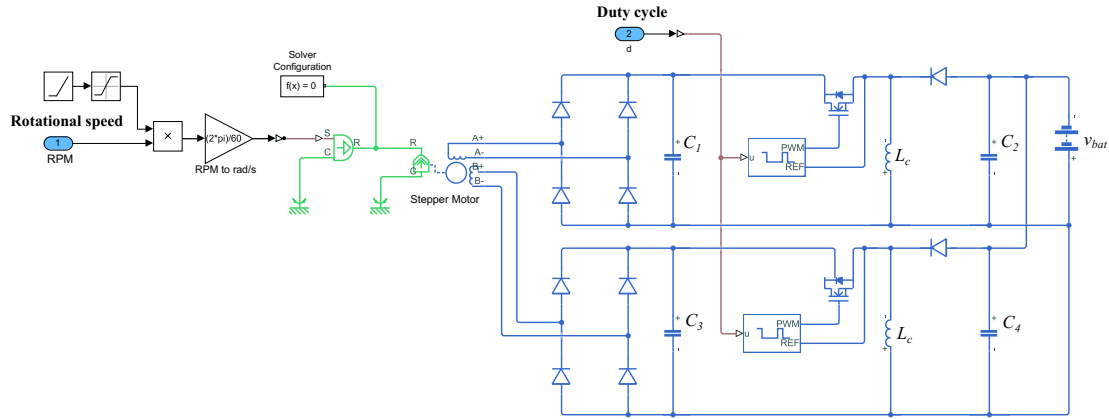 Duty cycle
2
d
Solver
Configuration
f(x) = 0
Rotational speed
1
RPM
×
(2*pi)/60
RPM to rad/s
S
C
R
R
C
Stepper Motor
A+
A-
B+
B-
+
C1
-
u
PWM
REF
Lc
+
+
C2
-
-
vbat
+
+
C3
-
u
PWM
REF
Lc
+
+
C4
-